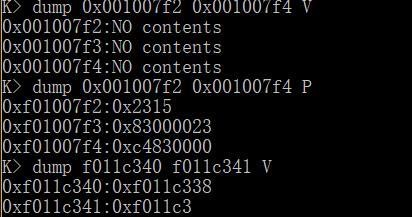 K> dump 0x001007f2 0x001007f4 V
0x001007f2:NO contents
0x001007f3:NO contents
0x001007f4:NO contents
K> dump 0x001007f2 0x001007f4 P
0xf01007f2:0x2315
0xf01007f3:0x83000023
0xf01007f4:0xc4830000
K> dump f011c340 f011c341 V
0xf011c340:0xf011c338
0xf011c341:0xf011c3